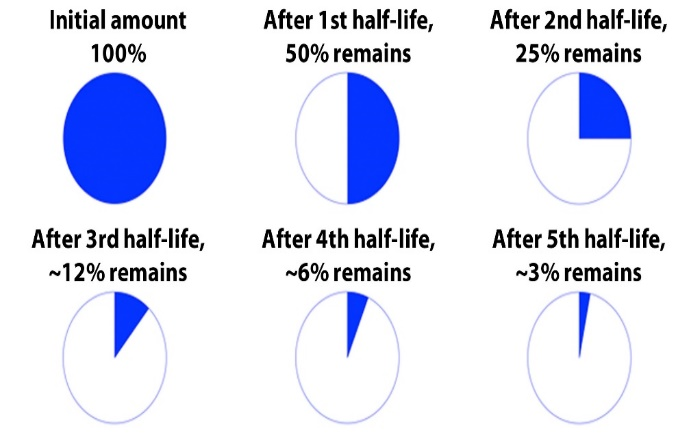 Initial amount
100%
After 1st half-life,
50% remains
After 2nd half-life,
25% remains
After 3rd half-life,
~12% remains
After 4th half-life,
~6% remains
After 5th half-life,
~3% remains